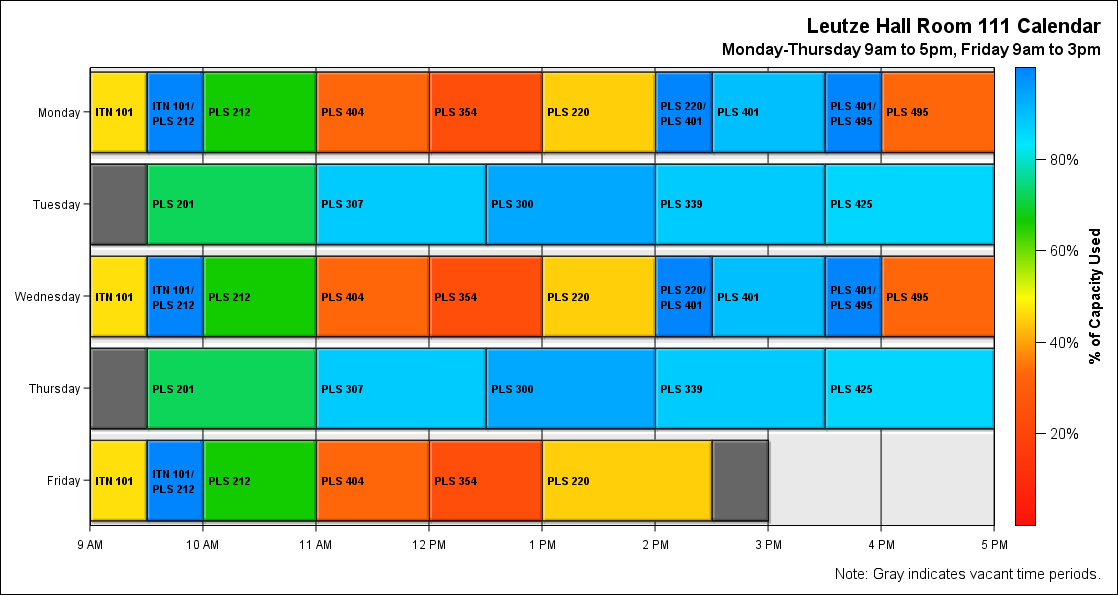 Leutze Hall Room 111 Calendar
Monday-Thursday 9am to 5pm, Friday 9am to 3pm
Monday
ITN 101
ITN 101/
PLS 212
PLS 212
PLS 404
PLS 354
PLS 220
PLS 220/
PLS 401
PLS 401
PLS 401/
PLS 495
PLS 495
Tuesday
PLS 201
PLS 307
PLS 300
PLS 339
PLS 425
Wednesday
ITN 101
ITN 101/
PLS 212
PLS 212
PLS 404
PLS 354
PLS 220
PLS 220/
PLS 401
PLS 401
PLS 401/
PLS 495
PLS 495
Thursday
PLS 201
PLS 307
PLS 300
PLS 339
PLS 425
Friday
ITN 101
ITN 101/
PLS 212
PLS 212
PLS 404
PLS 354
PLS 220
9 AM
10 AM
11 AM
12 PM
1 PM
2 PM
3 PM
4 PM
5 PM
80%
60%
40%
20%
% of Capacity Used
Note: Gray indicates vacant time periods.